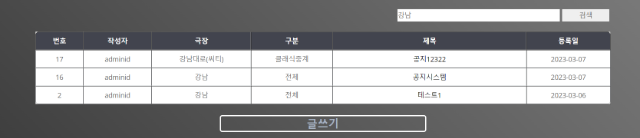 강남 검색
번호 작성자 극장 구분 제목 등록일
17 adminid 강남대로(씨티) 클래식중계 공지12322 2023-03-07
16 adminid 강남 전체 공지시스템 2023-03-07
2 adminid 강남 전체 테스트1 2023-03-06
글쓰기